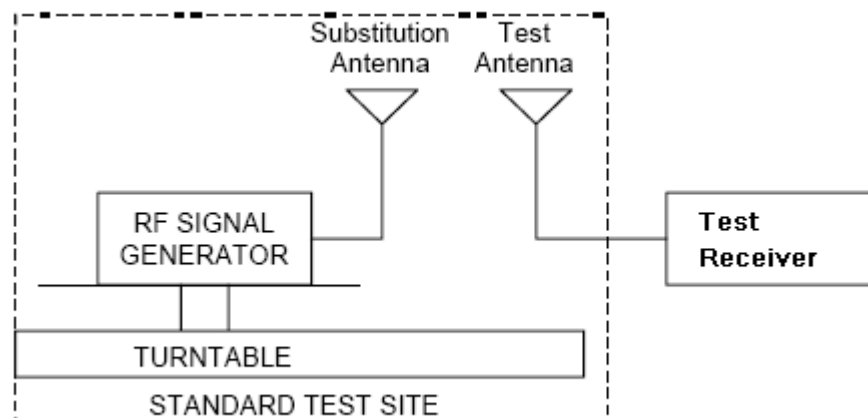 Substitution
Antenna
Test
Antenna
RF SIGNAL
GENERATOR
Test
Receiver
TURNTABLE
STANDARD TEST SITE